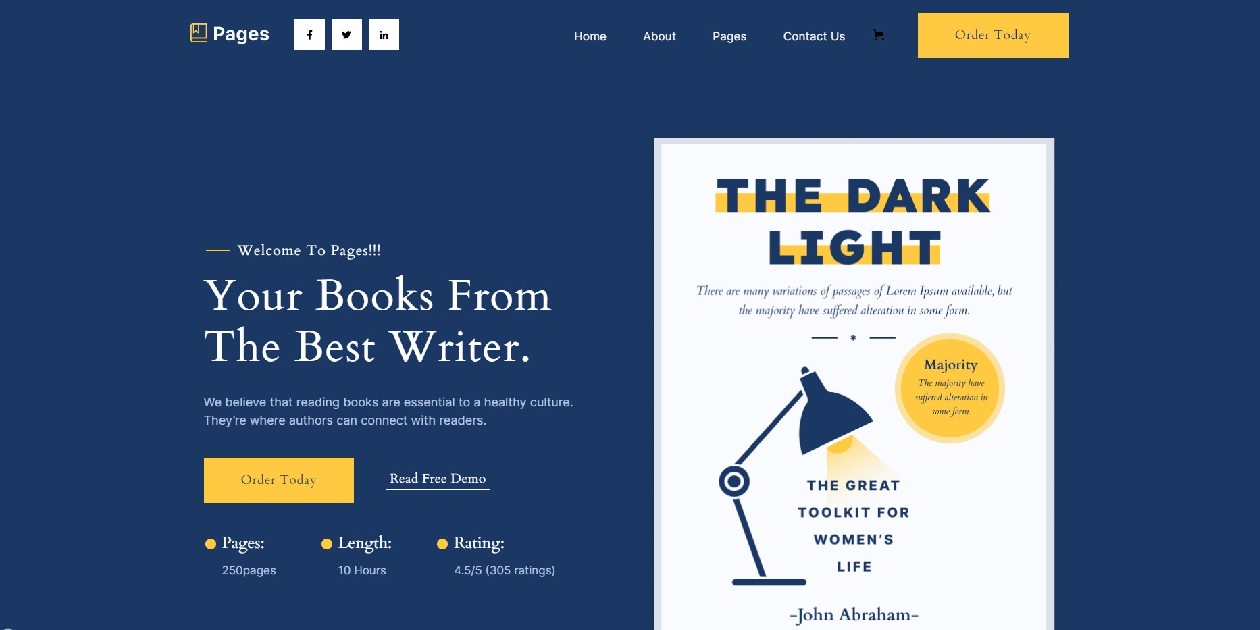 Pages
Home
About
Pages
Contact Us
Order Today
Welcome To Pages!!!
Your Books From
The Best Writer.
We believe that reading books are essential to a healthy culture.
They're where authors can connect with readers.
Order Today
Read Free Demo
Pages:
250pages
Length:
10 Hours
Rating:
4.5/5 (305 ratings)
THE DARK
LIGHT
There are many variations of passages of Lorem Ipsum available, but
the majority have suffered alteration in some form.
Majority
The majority have
suffered alteration in
some form.
THE GREAT
TOOLKIT FOR
WOMEN'S
LIFE
-John Abraham-